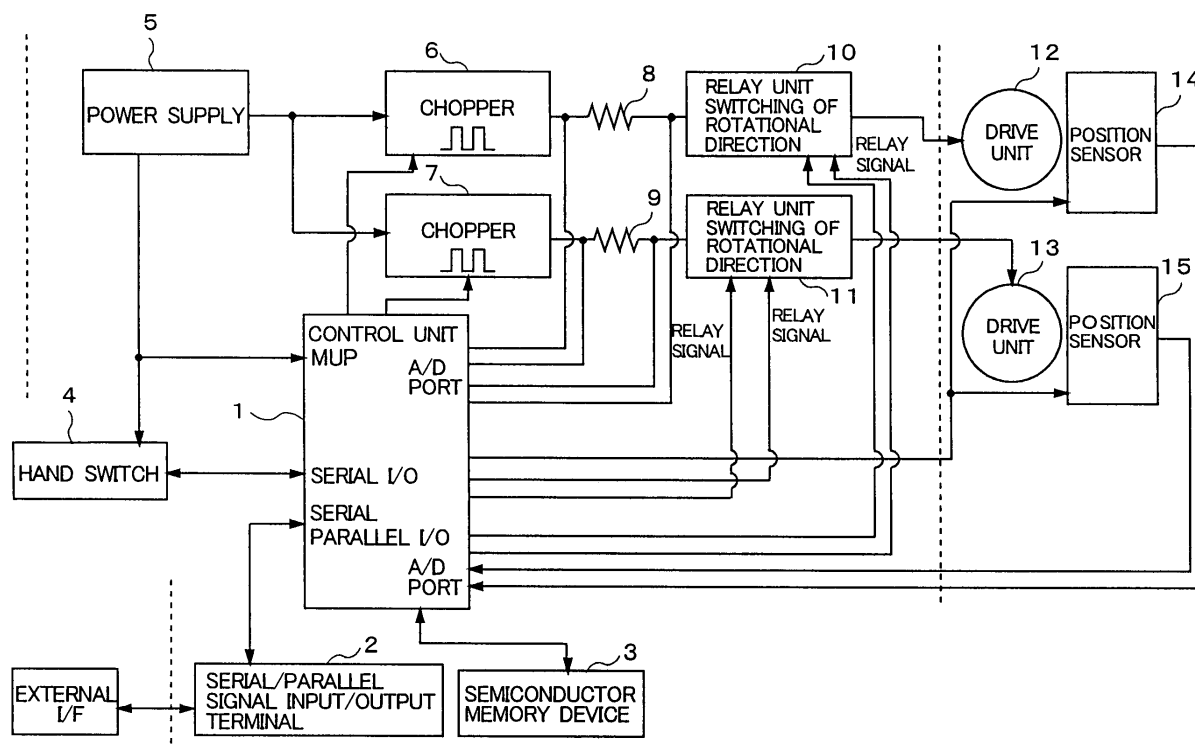 5
POWER SUPPLY
6
CHOPPER
8
10
RELAY UNIT
SWITCHING OF
ROTATIONAL
DIRECTION
RELAY
SIGNAL
12
DRIVE
UNIT
14
POSITION
SENSOR
7
CHOPPER
9
RELAY UNIT
SWITCHING OF
ROTATIONAL
DIRECTION
11
RELAY
SIGNAL
RELAY
SIGNAL
13
DRIVE
UNIT
15
POSITION
SENSOR
1
CONTROL UNIT
MUP
A/D
PORT
4
HAND SWITCH
SERIAL I/O
SERIAL
PARALLEL I/O
A/D
PORT
EXTERNAL
I/F
2
SERIAL/PARALLEL
SIGNAL INPUT/OUTPUT
TERMINAL
3
SEMICONDUCTOR
MEMORY DEVICE